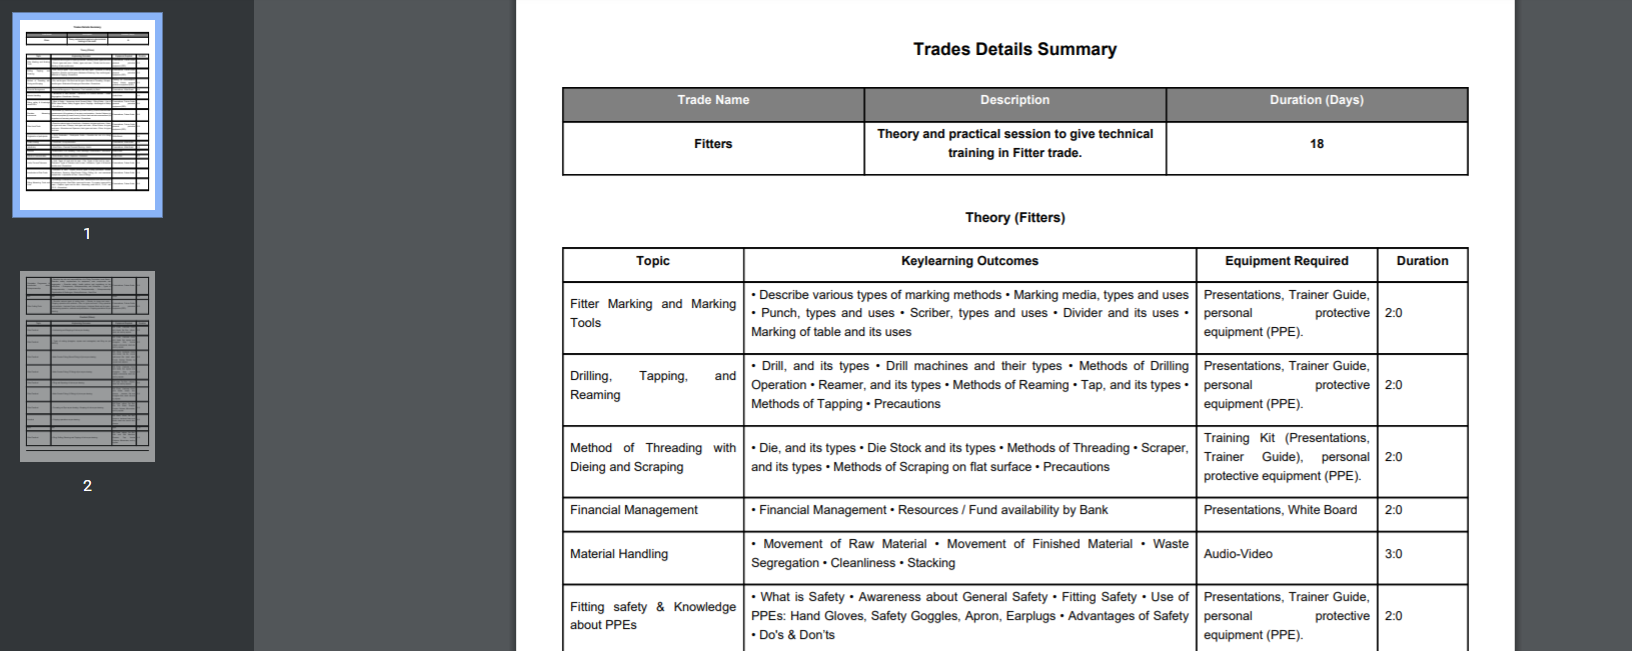 Trades Details Summary
Trade Name Description Duration (Days)
Fitters
Theory and practical session to give technical
training in Fitter trade.
18
Theory (Fitters)
Topic Keylearning Outcomes Equipment Required Duration
Fitter Marking and Marking
Tools
• Describe various types of marking methods • Marking media, types and uses
• Punch, types and uses • Scriber, types and uses • Divider and its uses •
Marking of table and its uses
Presentations, Trainer Guide,
personal protective
equipment (PPE).
2:0
Drilling, Tapping, and
Reaming
• Drill, and its types • Drill machines and their types • Methods of Drilling
Operation • Reamer, and its types • Methods of Reaming • Tap, and its types •
Methods of Tapping • Precautions
Presentations, Trainer Guide,
personal protective
equipment (PPE).
2:0
Method of Threading with
Dieing and Scraping
• Die, and its types • Die Stock and its types • Methods of Threading • Scraper,
and its types • Methods of Scraping on flat surface • Precautions
Training Kit (Presentations,
Trainer Guide), personal
protective equipment (PPE).
2:0
Financial Management
• Financial Management • Resources / Fund availability by Bank
Presentations, White Board
2:0
Material Handling
• Movement of Raw Material • Movement of Finished Material • Waste
Segregation • Cleanliness • Stacking
Audio-Video
3:0
Fitting safety & Knowledge
about PPEs
• What is Safety • Awareness about General Safety • Fitting Safety • Use of
PPEs: Hand Gloves, Safety Goggles, Apron, Earplugs • Advantages of Safety
• Do's & Don'ts
Presentations, Trainer Guide,
personal protective
equipment (PPE).
2:0
1
2